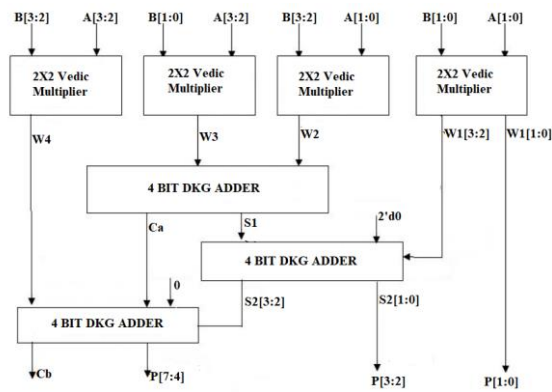 B[3:2] A[3:2] B[1:0] A[3:2] B[3:2] A[1:0] B[1:0] A[1:0]
2X2 Vedic Multiplier
2X2 Vedic Multiplier
2X2 Vedic Multiplier
2X2 Vedic Multiplier
W4 W3 W2 W1[3:2] W1[1:0]
4 BIT DKG ADDER
Ca S1 2'd0
4 BIT DKG ADDER
0 S2[3:2] S2[1:0]
4 BIT DKG ADDER
Cb P[7:4] P[3:2] P[1:0]